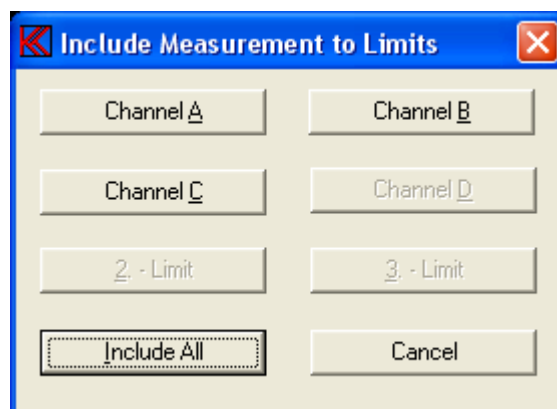 Include Measurement to Limits
Channel A
Channel B
Channel C
Channel D
2. - Limit
3. - Limit
Include All
Cancel